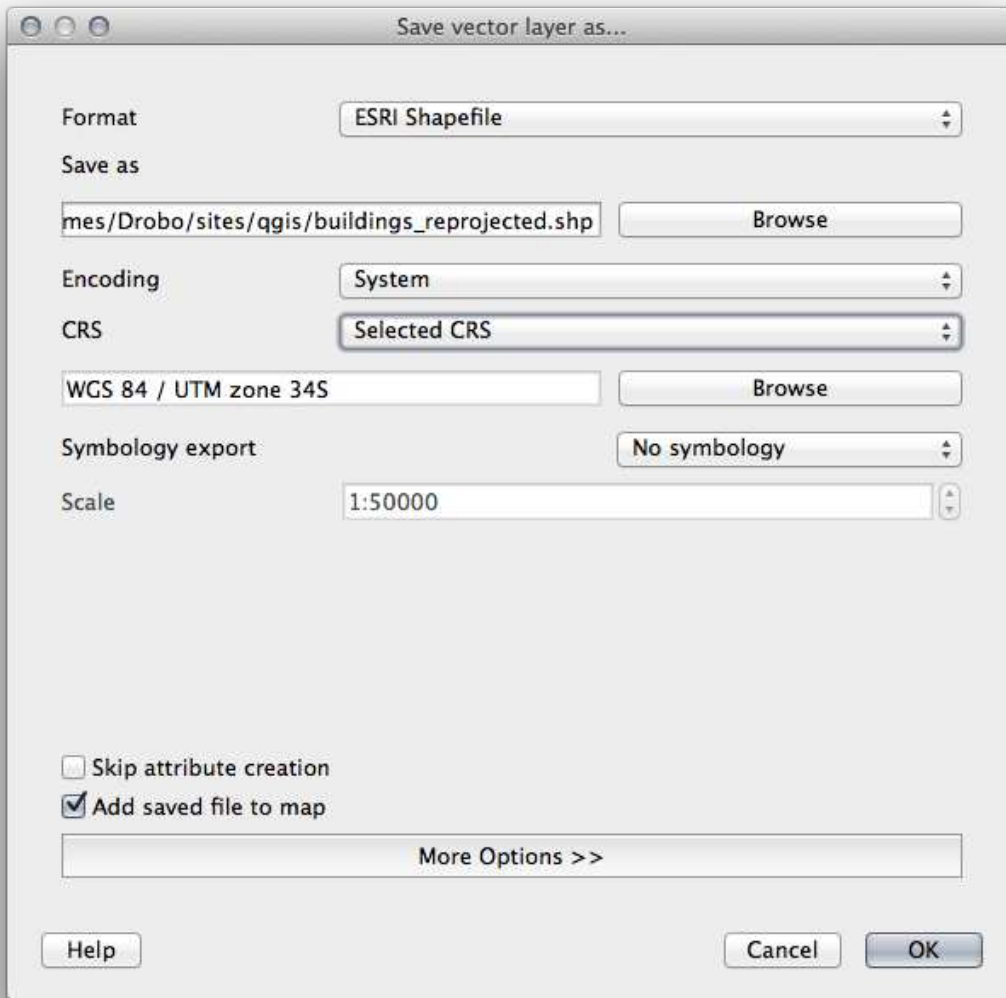 Save vector layer as...
Format ESRI Shapefile
Save as
mes/Drobo/sites/qgis/buildings_reprojected.shp Browse
Encoding System
CRS Selected CRS
WGS 84 / UTM zone 34S Browse
Symbology export No symbology
Scale 1:50000
Skip attribute creation
Add saved file to map
More Options >>
Help Cancel OK